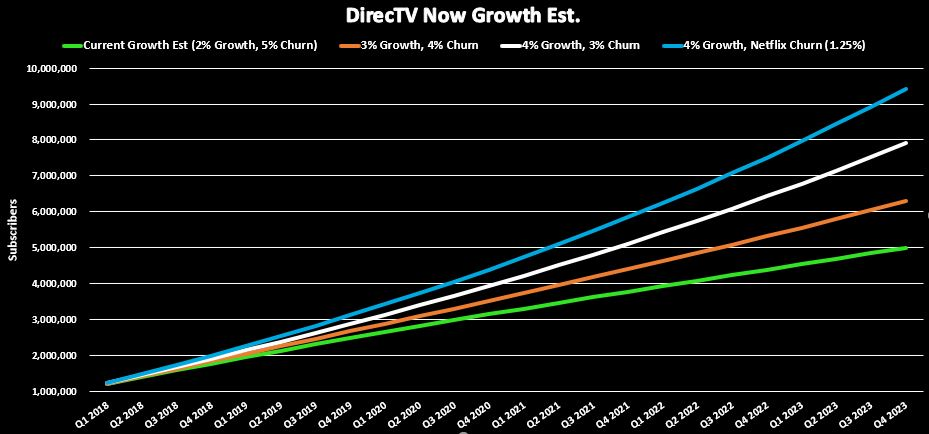 DirecTV Now Growth Est.
Current Growth Est (2% Growth, 5% Churn)
3% Growth, 4% Churn
4% Growth, 3% Churn
4% Growth, Netflix Churn (1.25%)
Subscribers
10,000,000
9,000,000
8,000,000
7,000,000
6,000,000
5,000,000
4,000,000
3,000,000
2,000,000
1,000,000
Q1 2018
Q2 2018
Q3 2018
Q4 2018
Q1 2019
Q2 2019
Q3 2019
Q4 2019
Q1 2020
Q2 2020
Q3 2020
Q4 2020
Q1 2021
Q2 2021
Q3 2021
Q4 2021
Q1 2022
Q2 2022
Q3 2022
Q4 2022
Q1 2023
Q2 2023
Q3 2023
Q4 2023